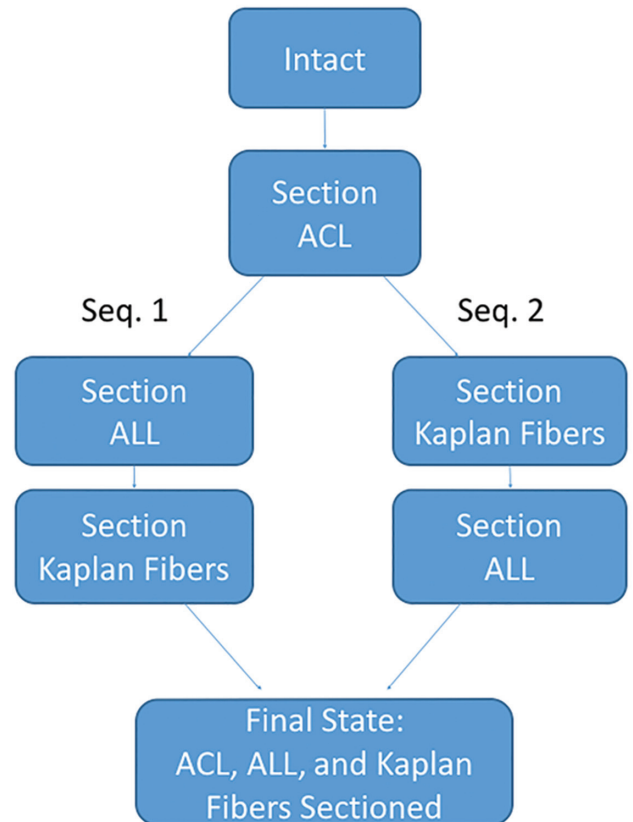 Intact
Section
ACL
Seq. 1
Seq. 2
Section
ALL
Section
Kaplan Fibers
Section
Kaplan Fibers
Section
ALL
Final State:
ACL, ALL, and Kaplan
Fibers Sectioned